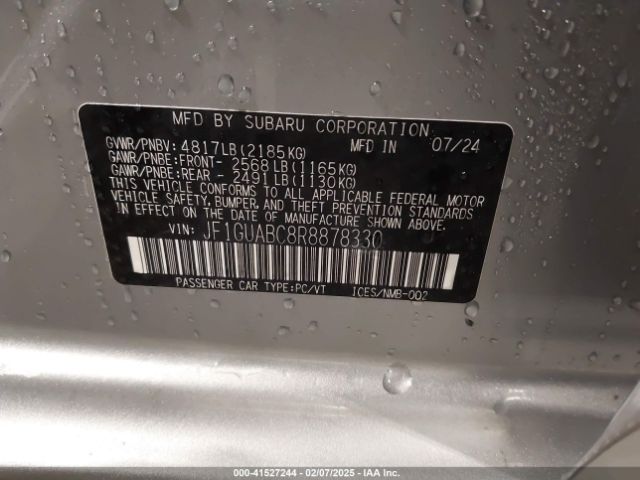 MFD BY SUBARU CORPORATION MFD IN 07/24
GVWR/PNBV: 4817LB(2185KG)
GAWR/PNBE:FRONT- 2568LB(1165KG)
GAWR/PNBE:REAR - 2491LB(1130KG)
THIS VEHICLE CONFORMS TO ALL APPLICABLE FEDERAL MOTOR
VEHICLE SAFETY, BUMPER, AND THEFT PREVENTION STANDARDS
IN EFFECT ON THE DATE OF MANUFACTURE SHOWN ABOVE.
VIN: JF1GUABC8R8878330
PASSENGER CAR TYPE:PC/VT ICES/NMB-002
000-41527244 - 02/07/2025 - IAA Inc.